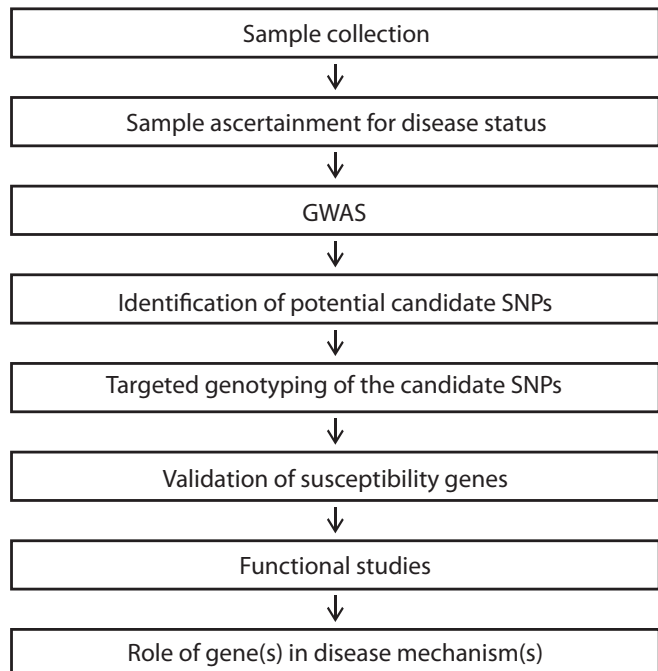 Sample collection
Sample ascertainment for disease status
GWAS
Identification of potential candidate SNPs
Targeted genotyping of the candidate SNPs
Validation of susceptibility genes
Functional studies
Role of gene(s) in disease mechanism(s)